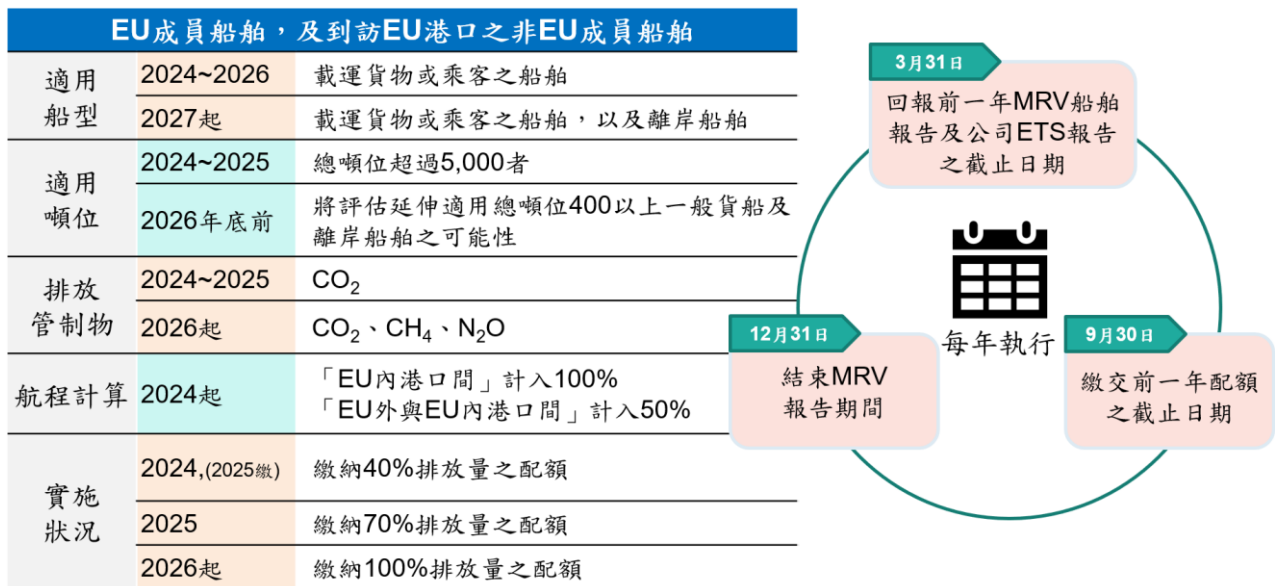 EU成員船舶，及到訪EU港口之非EU成員船舶
適用
船型
2024~2026
載運貨物或乘客之船舶
2027起
載運貨物或乘客之船舶，以及離岸船舶
適用
噸位
2024~2025
總噸位超過5,000者
2026年底前
將評估延伸適用總噸位400以上一般貨船及
離岸船舶之可能性
排放
管制物
2024~2025
CO₂
2026起
CO₂、CH₄、N₂O
航程計算
2024起
「EU內港口間」計入100%
「EU外與EU內港口間」計入50%
實施
狀況
2024,(2025繳)
繳納40%排放量之配額
2025
繳納70%排放量之配額
2026起
繳納100%排放量之配額
3月31日
回報前一年MRV船舶
報告及公司ETS報告
之截止日期
每年執行
12月31日
結束MRV
報告期間
9月30日
繳交前一年配額
之截止日期